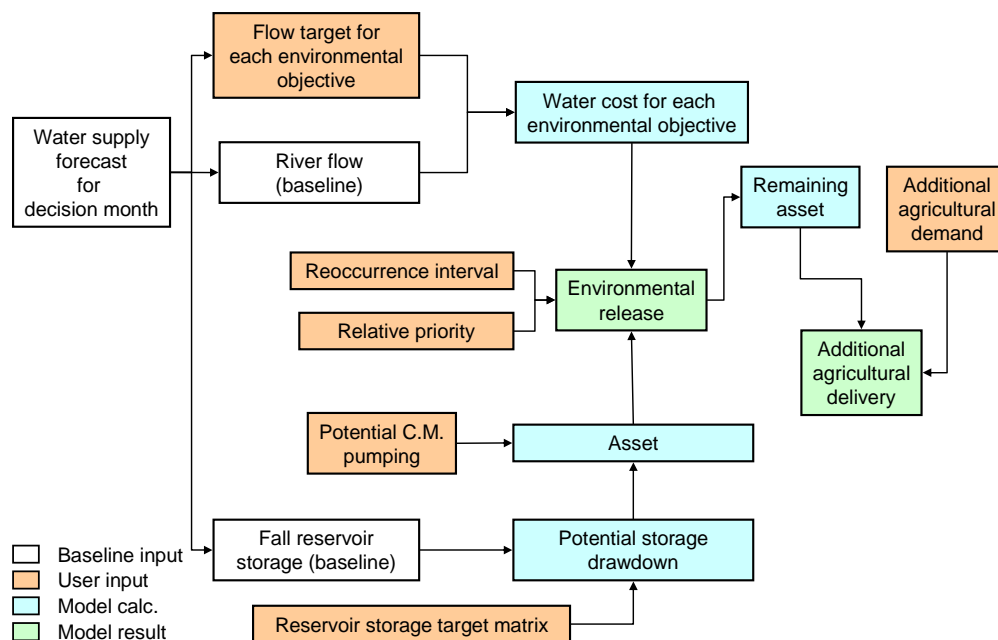 Flow target for
each environmental
objective
Water cost for each
environmental objective
Water supply
forecast
for
decision month
River flow
(baseline)
Remaining
asset
Additional
agricultural
demand
Reoccurrence interval
Relative priority
Environmental
release
Additional
agricultural
delivery
Potential C.M.
pumping
Asset
Fall reservoir
storage (baseline)
Potential storage
drawdown
Reservoir storage target matrix
Baseline input
User input
Model calc.
Model result